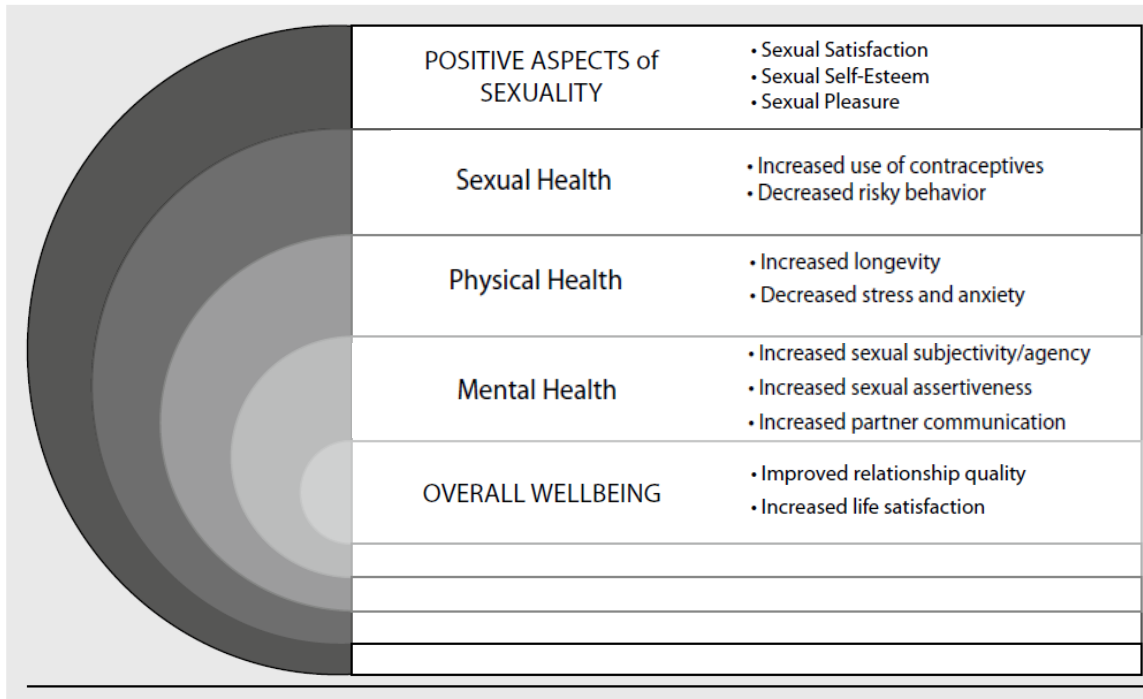 POSITIVE ASPECTS of
SEXUALITY
• Sexual Satisfaction
• Sexual Self-Esteem
• Sexual Pleasure
Sexual Health
• Increased use of contraceptives
• Decreased risky behavior
Physical Health
• Increased longevity
• Decreased stress and anxiety
Mental Health
• Increased sexual subjectivity/agency
• Increased sexual assertiveness
• Increased partner communication
OVERALL WELLBEING
• Improved relationship quality
• Increased life satisfaction